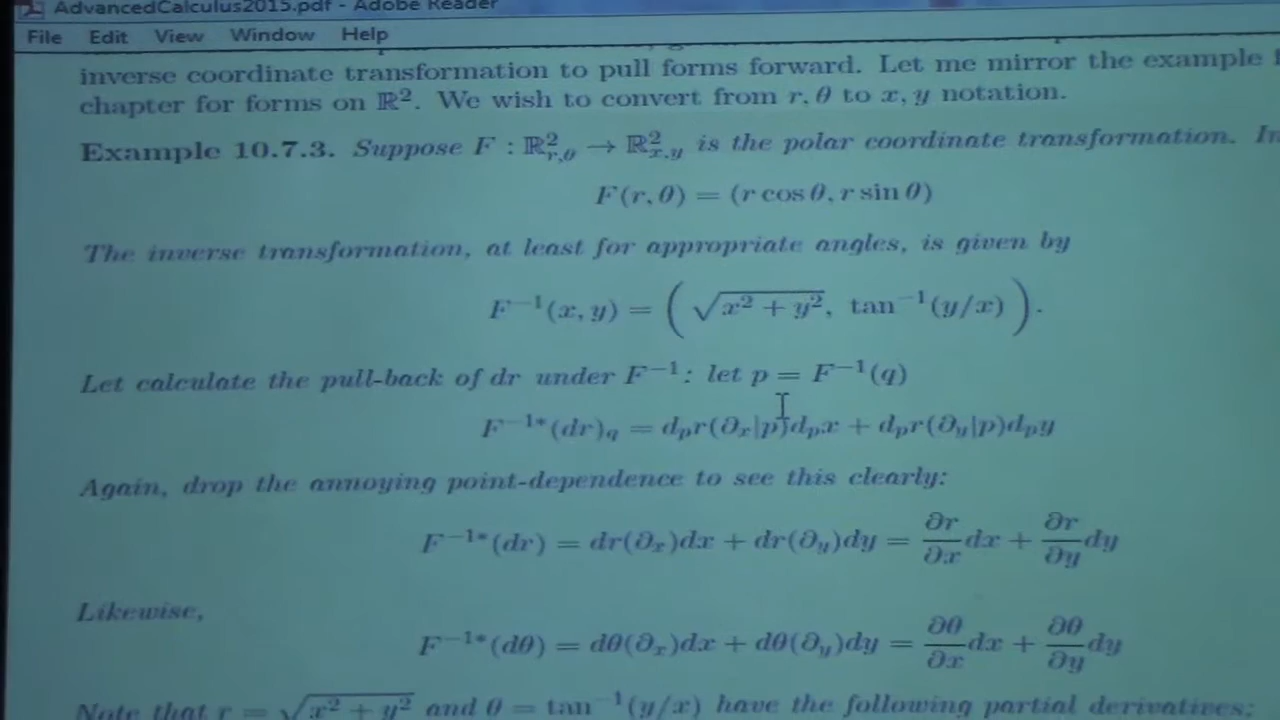 AdvancedCalculus2015.pdf - Adobe Reader
File Edit View Window Help
inverse coordinate transformation to pull forms forward. Let me mirror the example
chapter for forms on ℝ². We wish to convert from r, θ to x, y notation.
Example 10.7.3. Suppose F : ℝ²_{r,θ} → ℝ²_{x,y} is the polar coordinate transformation. In
F(r, θ) = (r cos θ, r sin θ)
The inverse transformation, at least for appropriate angles, is given by
F⁻¹(x, y) = ( √(x² + y²), tan⁻¹(y/x) ).
Let calculate the pull-back of dr under F⁻¹: let p = F⁻¹(q)
F⁻¹*(dr)_q = d_p r(∂_x|p)d_p x + d_p r(∂_y|p)d_p y
Again, drop the annoying point-dependence to see this clearly:
F⁻¹*(dr) = dr(∂_x)dx + dr(∂_y)dy = ∂r/∂x dx + ∂r/∂y dy
Likewise,
F⁻¹*(dθ) = dθ(∂_x)dx + dθ(∂_y)dy = ∂θ/∂x dx + ∂θ/∂y dy
Note that r = √(x² + y²) and θ = tan⁻¹(y/x) have the following partial derivatives: